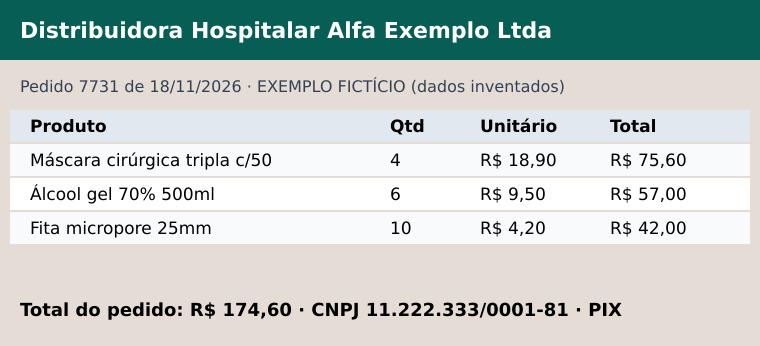 Distribuidora Hospitalar Alfa Exemplo Ltda
Pedido 7731 de 18/11/2026 · EXEMPLO FICTÍCIO (dados inventados)
Produto Qtd Unitário Total
Máscara cirúrgica tripla c/50 4 R$ 18,90 R$ 75,60
Álcool gel 70% 500ml 6 R$ 9,50 R$ 57,00
Fita micropore 25mm 10 R$ 4,20 R$ 42,00
Total do pedido: R$ 174,60 · CNPJ 11.222.333/0001-81 · PIX